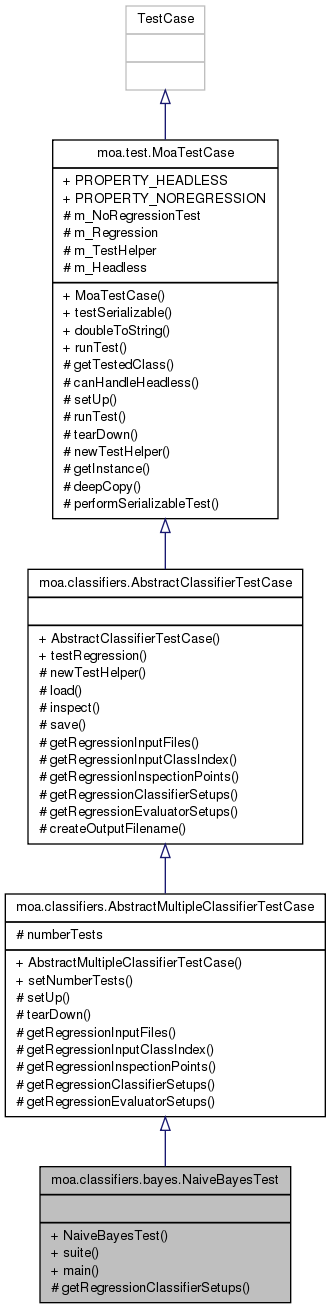 TestCase
moa.test.MoaTestCase
+ PROPERTY_HEADLESS
+ PROPERTY_NOREGRESSION
# m_NoRegressionTest
# m_Regression
# m_TestHelper
# m_Headless
+ MoaTestCase()
+ testSerializable()
+ doubleToString()
+ runTest()
# getTestedClass()
# canHandleHeadless()
# setUp()
# runTest()
# tearDown()
# newTestHelper()
# getInstance()
# deepCopy()
# performSerializableTest()
moa.classifiers.AbstractClassifierTestCase
+ AbstractClassifierTestCase()
+ testRegression()
# newTestHelper()
# load()
# inspect()
# save()
# getRegressionInputFiles()
# getRegressionInputClassIndex()
# getRegressionInspectionPoints()
# getRegressionClassifierSetups()
# getRegressionEvaluatorSetups()
# createOutputFilename()
moa.classifiers.AbstractMultipleClassifierTestCase
# numberTests
+ AbstractMultipleClassifierTestCase()
+ setNumberTests()
# setUp()
# tearDown()
# getRegressionInputFiles()
# getRegressionInputClassIndex()
# getRegressionInspectionPoints()
# getRegressionClassifierSetups()
# getRegressionEvaluatorSetups()
moa.classifiers.bayes.NaiveBayesTest
+ NaiveBayesTest()
+ suite()
+ main()
# getRegressionClassifierSetups()